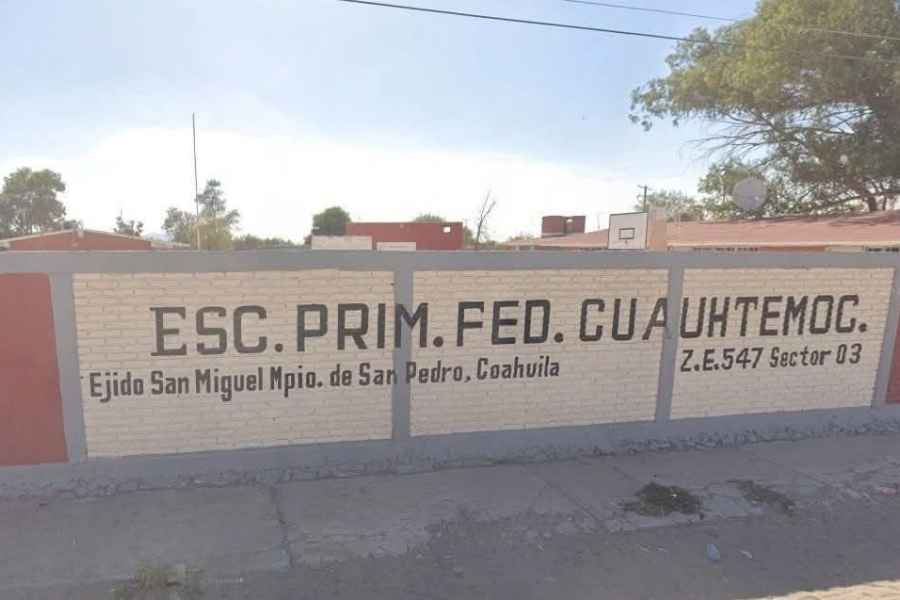 ESC. PRIM. FED. CUAUHTEMOC.
Ejido San Miguel Mpio. de San Pedro, Coahuila
Z.E.547 Sector 03